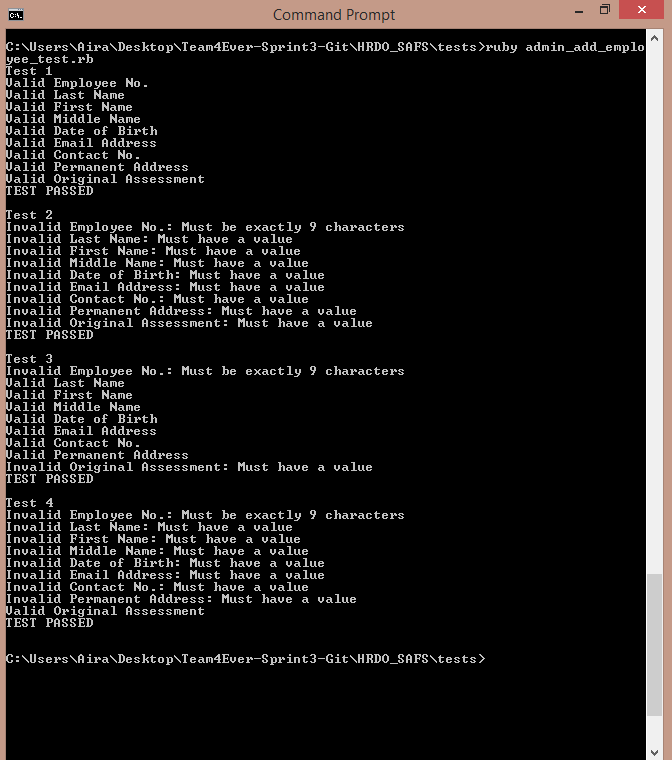 Command Prompt
C:\Users\Aira\Desktop\Team4Ever-Sprint3-Git\HRDO_SAFS\tests>ruby admin_add_emplo
yee_test.rb
Test 1
Valid Employee No.
Valid Last Name
Valid First Name
Valid Middle Name
Valid Date of Birth
Valid Email Address
Valid Contact No.
Valid Permanent Address
Valid Original Assessment
TEST PASSED
Test 2
Invalid Employee No.: Must be exactly 9 characters
Invalid Last Name: Must have a value
Invalid First Name: Must have a value
Invalid Middle Name: Must have a value
Invalid Date of Birth: Must have a value
Invalid Email Address: Must have a value
Invalid Contact No.: Must have a value
Invalid Permanent Address: Must have a value
Invalid Original Assessment: Must have a value
TEST PASSED
Test 3
Invalid Employee No.: Must be exactly 9 characters
Valid Last Name
Valid First Name
Valid Middle Name
Valid Date of Birth
Valid Email Address
Valid Contact No.
Valid Permanent Address
Invalid Original Assessment: Must have a value
TEST PASSED
Test 4
Invalid Employee No.: Must be exactly 9 characters
Invalid Last Name: Must have a value
Invalid First Name: Must have a value
Invalid Middle Name: Must have a value
Invalid Date of Birth: Must have a value
Invalid Email Address: Must have a value
Invalid Contact No.: Must have a value
Invalid Permanent Address: Must have a value
Valid Original Assessment
TEST PASSED
C:\Users\Aira\Desktop\Team4Ever-Sprint3-Git\HRDO_SAFS\tests>